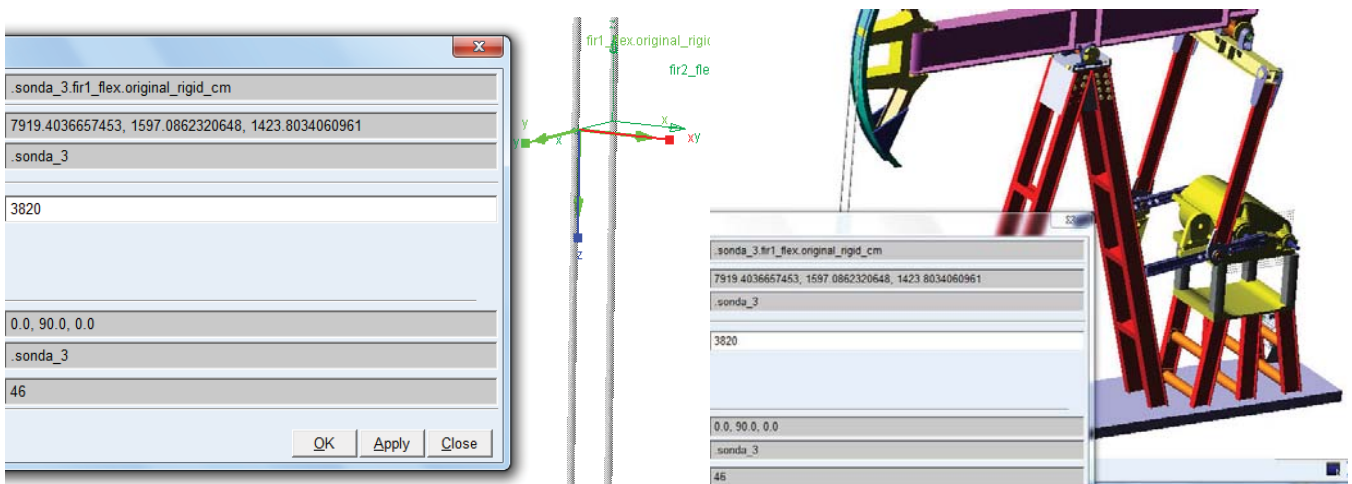 .sonda_3.fir1_flex.original_rigid_cm
7919.4036657453, 1597.0862320648, 1423.8034060961
.sonda_3
3820
0.0, 90.0, 0.0
.sonda_3
46
OK Apply Close
fir2_fle
y
x
x
xy
z
.sonda_3.fir1_flex.original_rigid_cm
7919.4036657453, 1597.0862320648, 1423.8034060961
.sonda_3
3820
0.0, 90.0, 0.0
.sonda_3
46